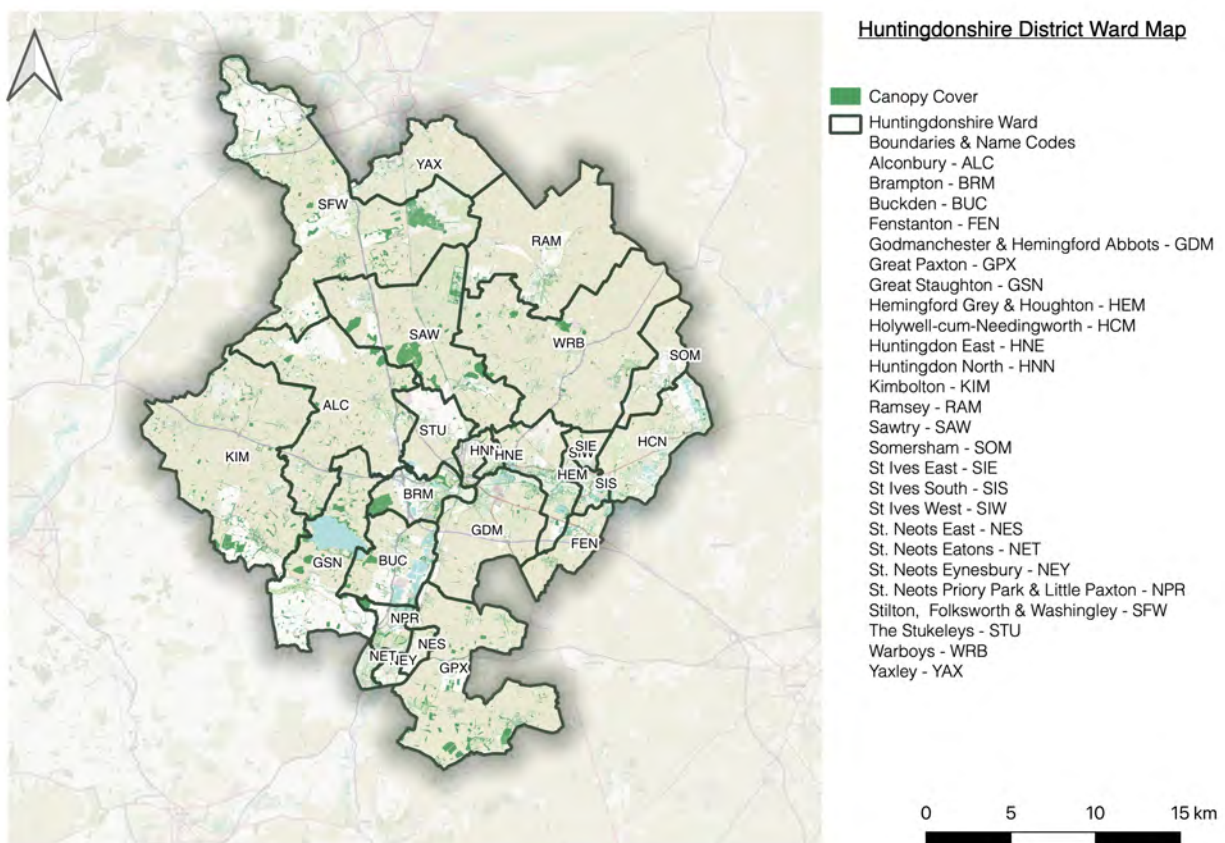 Huntingdonshire District Ward Map
Canopy Cover
Huntingdonshire Ward
Boundaries & Name Codes
Alconbury - ALC
Brampton - BRM
Buckden - BUC
Fenstanton - FEN
Godmanchester & Hemingford Abbots - GDM
Great Paxton - GPX
Great Staughton - GSN
Hemingford Grey & Houghton - HEM
Holywell-cum-Needingworth - HCM
Huntingdon East - HNE
Huntingdon North - HNN
Kimbolton - KIM
Ramsey - RAM
Sawtry - SAW
Somersham - SOM
St Ives East - SIE
St Ives South - SIS
St Ives West - SIW
St. Neots East - NES
St. Neots Eatons - NET
St. Neots Eynesbury - NEY
St. Neots Priory Park & Little Paxton - NPR
Stilton, Folksworth & Washingley - SFW
The Stukeleys - STU
Warboys - WRB
Yaxley - YAX
YAX
SFW
RAM
SAW
WRB
SOM
ALC
STU
HCN
KIM
HNN
HNE
SIE
SIW
HEM
SIS
BRM
GDM
FEN
GSN
BUC
NPR
NES
NET
NEY
GPX
0 5 10 15 km